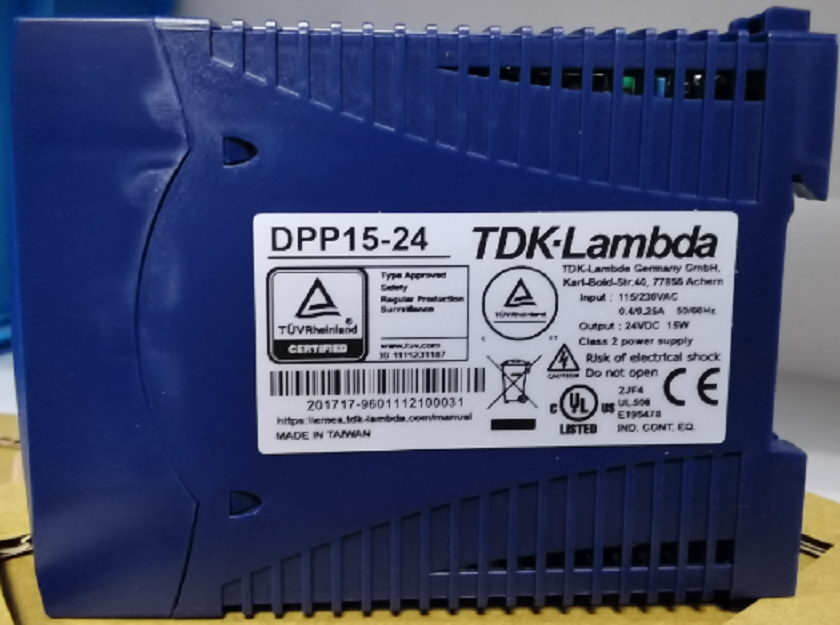 DPP15-24
TDK·Lambda
TDK-Lambda Germany GmbH,
Karl-Bold-Str.40, 77855 Achern
Input : 115/230VAC
0.4/0.25A 50/60Hz
Output : 24VDC 15W
Class 2 power supply
Risk of electrical shock
Do not open
CAUTION
TÜVRheinland®
CERTIFIED
Type Approved
Safety
Regular Production
Surveillance
www.tuv.com
ID 1111231187
TÜVRheinland
201717-9601112100031
https://emea.tdk-lambda.com/manual
MADE IN TAIWAN
C UL US
LISTED
2JF4
UL508
E195478
IND. CONT. EQ.
CE